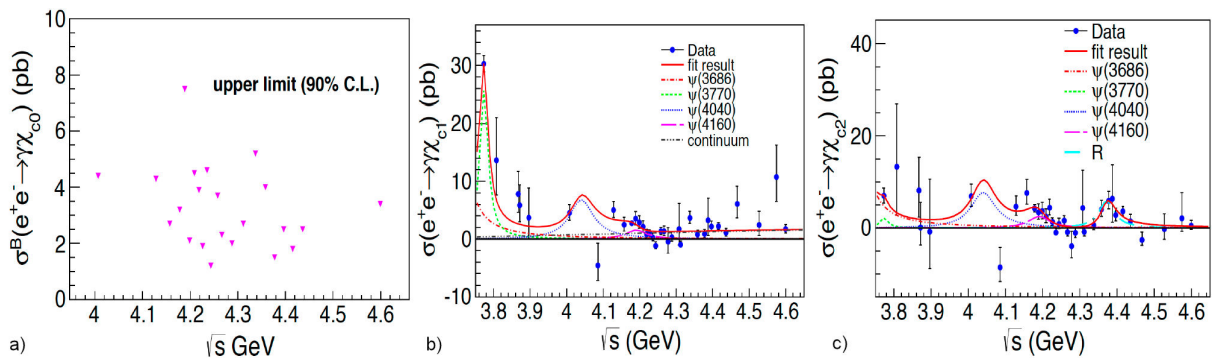 σᴮ(e⁺e⁻→γχc0) (pb)
10
8
6
4
2
0
upper limit (90% C.L.)
4 4.1 4.2 4.3 4.4 4.5 4.6
√s GeV
a)
σ(e⁺e⁻→γχc1) (pb)
30
20
10
0
-10
Data
fit result
ψ(3686)
ψ(3770)
ψ(4040)
ψ(4160)
continuum
3.8 3.9 4 4.1 4.2 4.3 4.4 4.5 4.6
√s (GeV)
b)
σ(e⁺e⁻→γχc2) (pb)
40
20
0
Data
fit result
ψ(3686)
ψ(3770)
ψ(4040)
ψ(4160)
R
3.8 3.9 4 4.1 4.2 4.3 4.4 4.5 4.6
√s (GeV)
c)